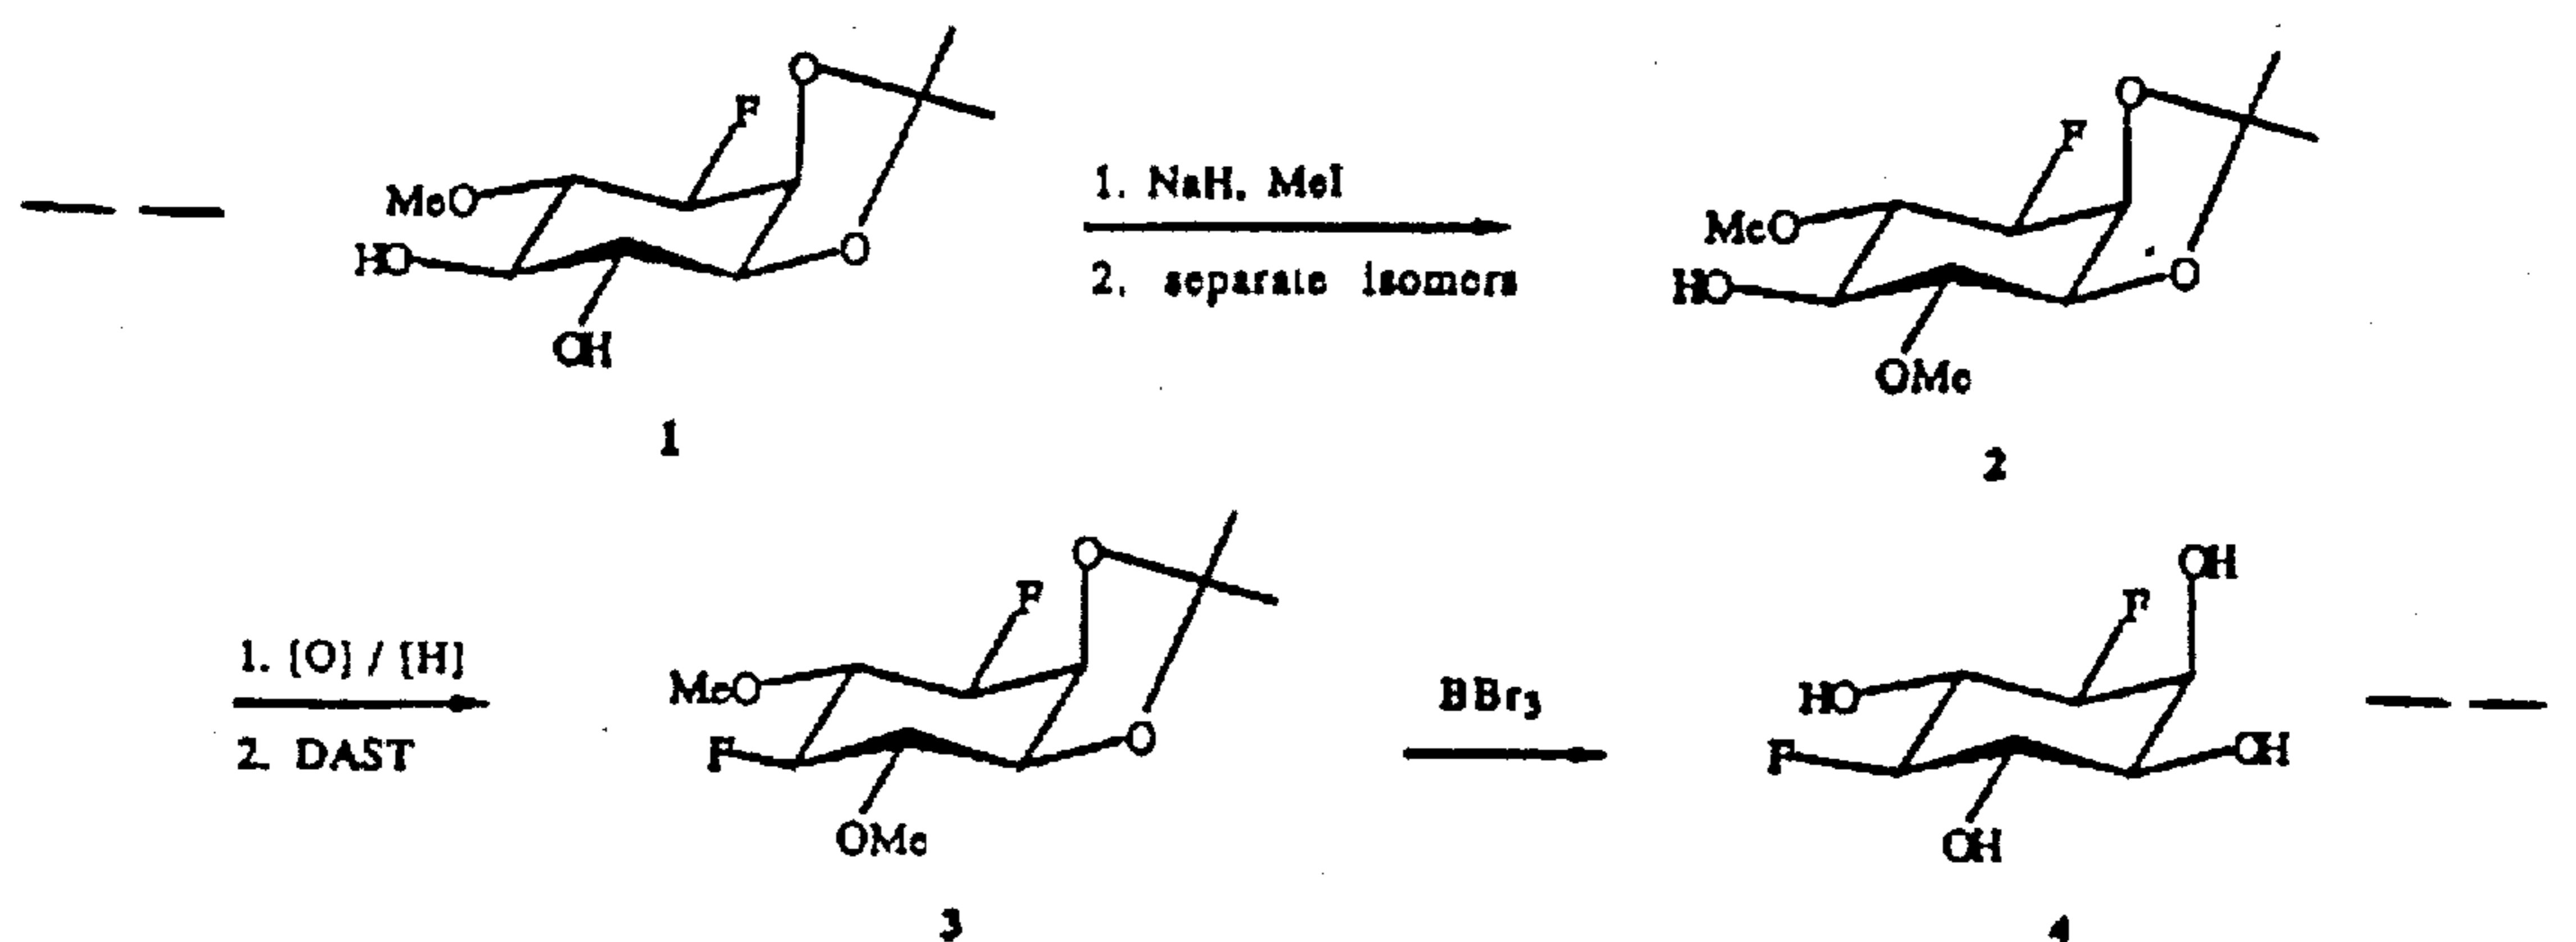 O
F
MeO
HO
O
OH
1
1. NaH, MeI
2. separate isomers
O
F
MeO
HO
O
OMe
2
1. [O] / [H]
2. DAST
O
F
MeO
F
O
OMe
3
BBr3
OH
F
HO
F
OH
OH
4